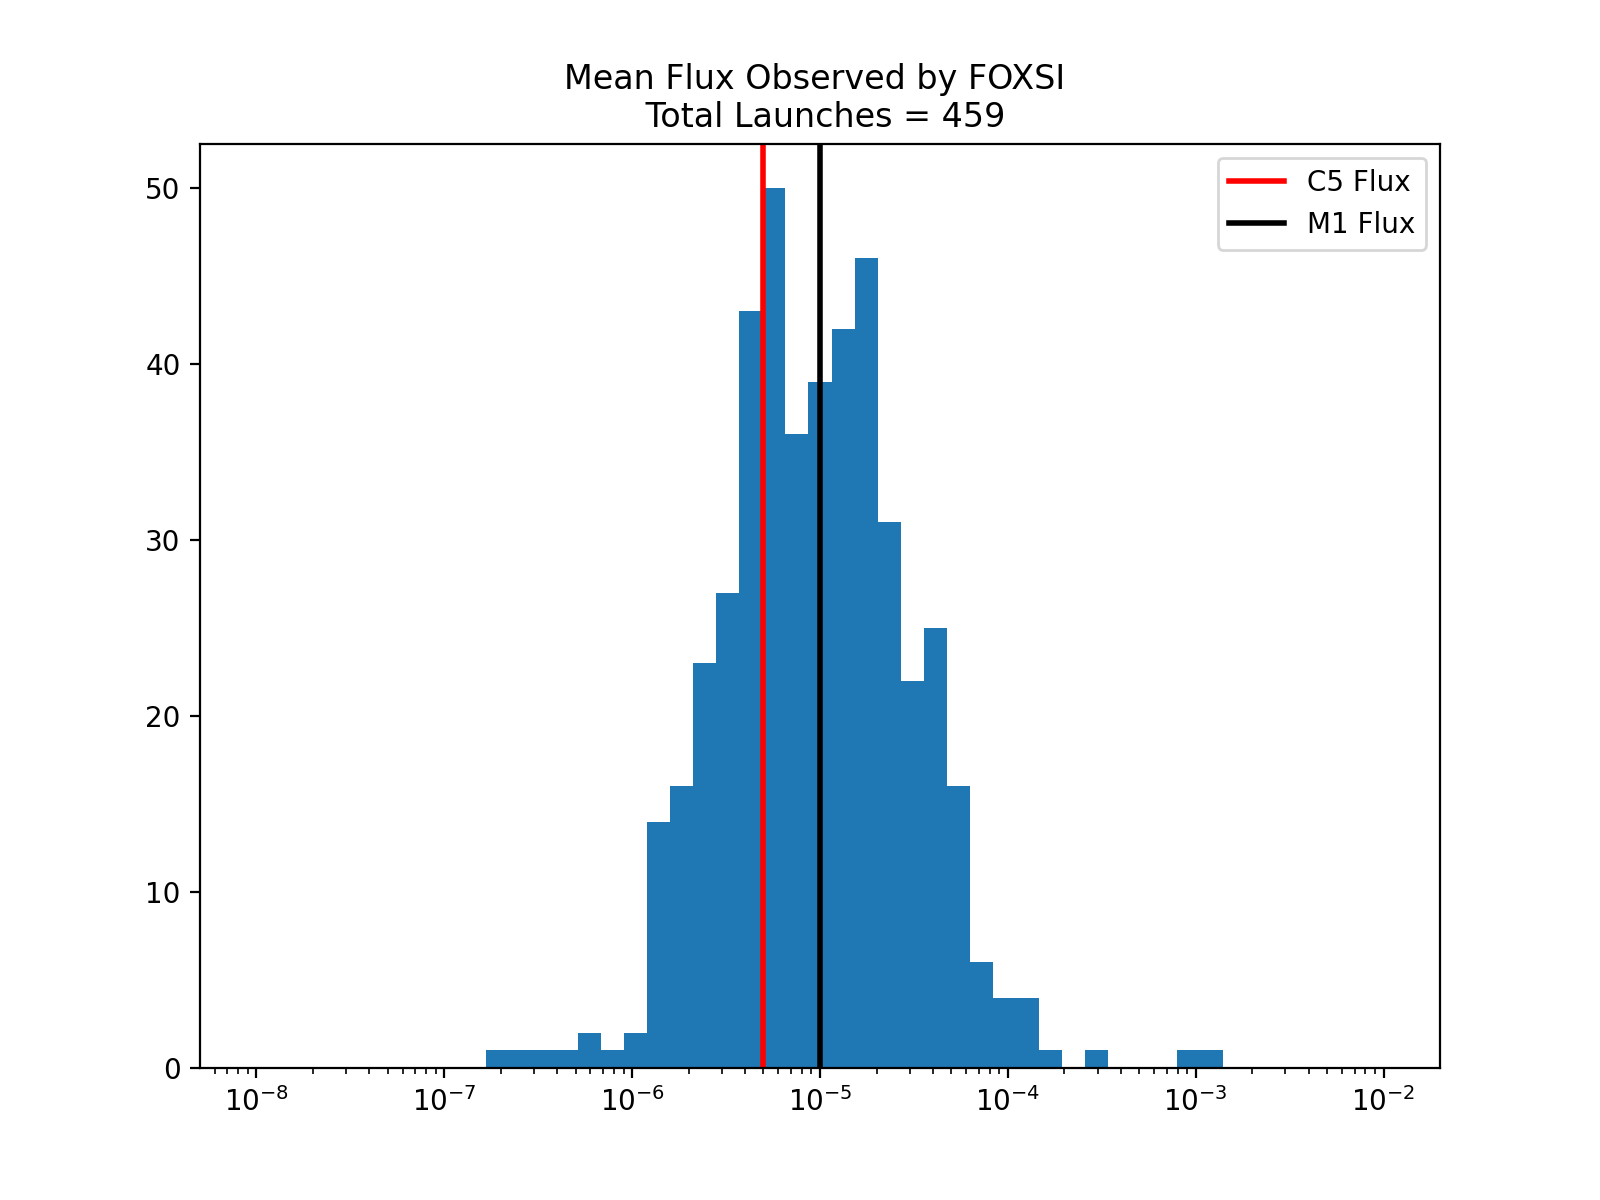 Mean Flux Observed by FOXSI
Total Launches = 459
C5 Flux
M1 Flux
50
40
30
20
10
0
10⁻⁸ 10⁻⁷ 10⁻⁶ 10⁻⁵ 10⁻⁴ 10⁻³ 10⁻²